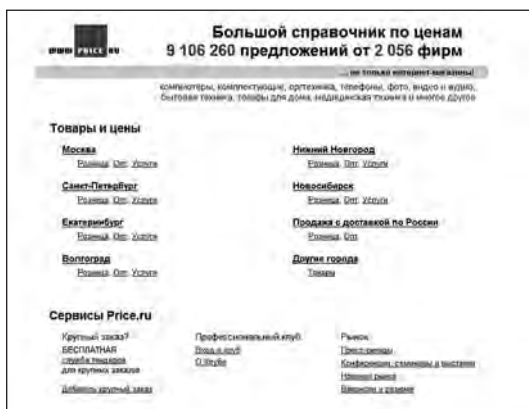 www PRICE RU
Большой справочник по ценам
9 106 260 предложений от 2 056 фирм
... не только интернет-магазины!
компьютеры, комплектующие, оргтехника, телефоны, фото, видео и аудио,
бытовая техника, товары для дома, медицинская техника и многое другое
Товары и цены
Москва
Розница, Опт, Услуги
Нижний Новгород
Розница, Опт, Услуги
Санкт-Петербург
Розница, Опт, Услуги
Новосибирск
Розница, Опт, Услуги
Екатеринбург
Розница, Опт, Услуги
Продажа с доставкой по России
Розница, Опт
Волгоград
Розница, Опт, Услуги
Другие города
Товары
Сервисы Price.ru
Крупный заказ?
БЕСПЛАТНАЯ
служба тендеров
для крупных заказов
Добавить крупный заказ
Профессиональный клуб
Вход в клуб
О клубе
Рынок
Пресс-релизы
Конференции, семинары и выставки
Новости рынка
Вакансии и резюме